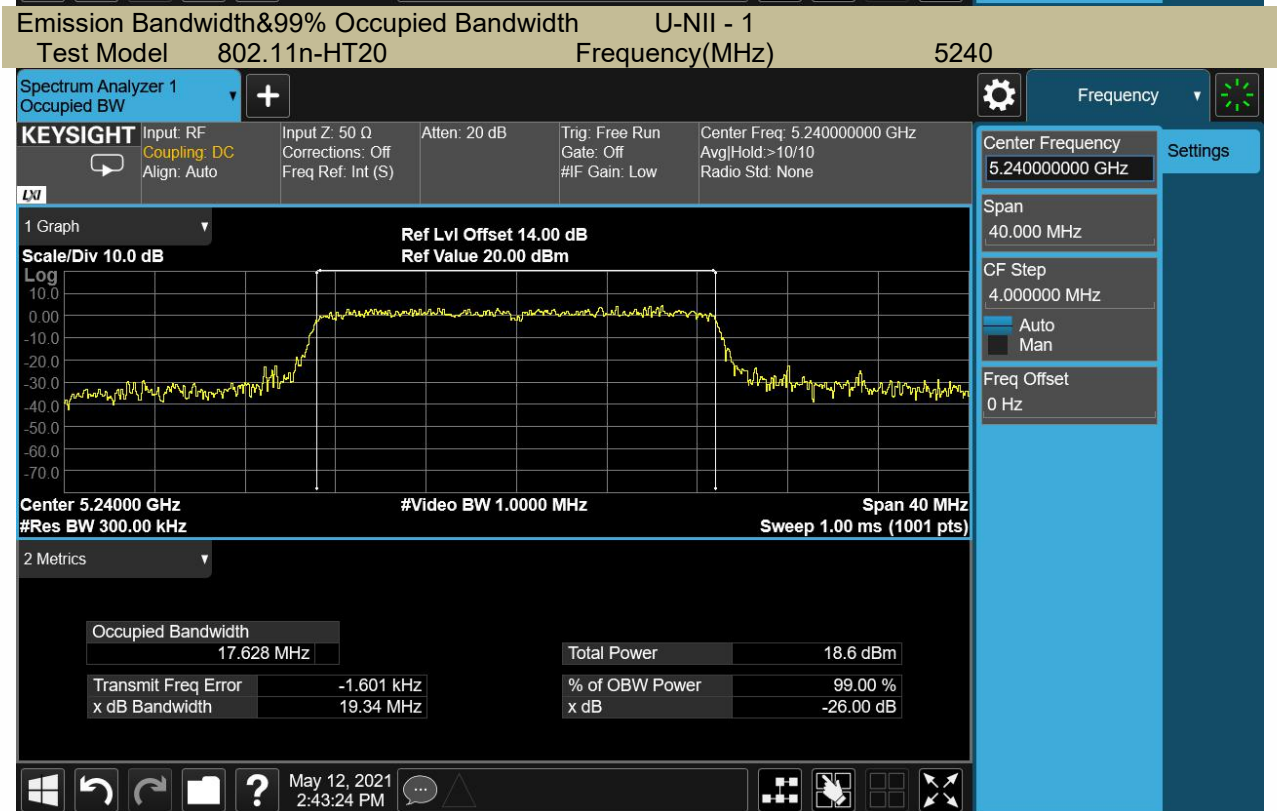 Emission Bandwidth&99% Occupied Bandwidth U-NII - 1
Test Model 802.11n-HT20 Frequency(MHz) 5240
Spectrum Analyzer 1
Occupied BW
+
Frequency
KEYSIGHT
LXI
Input: RF
Coupling: DC
Align: Auto
Input Z: 50 Ω
Corrections: Off
Freq Ref: Int (S)
Atten: 20 dB
Trig: Free Run
Gate: Off
#IF Gain: Low
Center Freq: 5.240000000 GHz
Avg|Hold:>10/10
Radio Std: None
1 Graph
Scale/Div 10.0 dB
Ref Lvl Offset 14.00 dB
Ref Value 20.00 dBm
Log
10.0
0.00
-10.0
-20.0
-30.0
-40.0
-50.0
-60.0
-70.0
Center 5.24000 GHz #Video BW 1.0000 MHz Span 40 MHz
#Res BW 300.00 kHz Sweep 1.00 ms (1001 pts)
2 Metrics
Occupied Bandwidth
17.628 MHz
Total Power 18.6 dBm
Transmit Freq Error -1.601 kHz % of OBW Power 99.00 %
x dB Bandwidth 19.34 MHz x dB -26.00 dB
?
May 12, 2021
2:43:24 PM
Center Frequency
5.240000000 GHz
Settings
Span
40.000 MHz
CF Step
4.000000 MHz
Auto
Man
Freq Offset
0 Hz